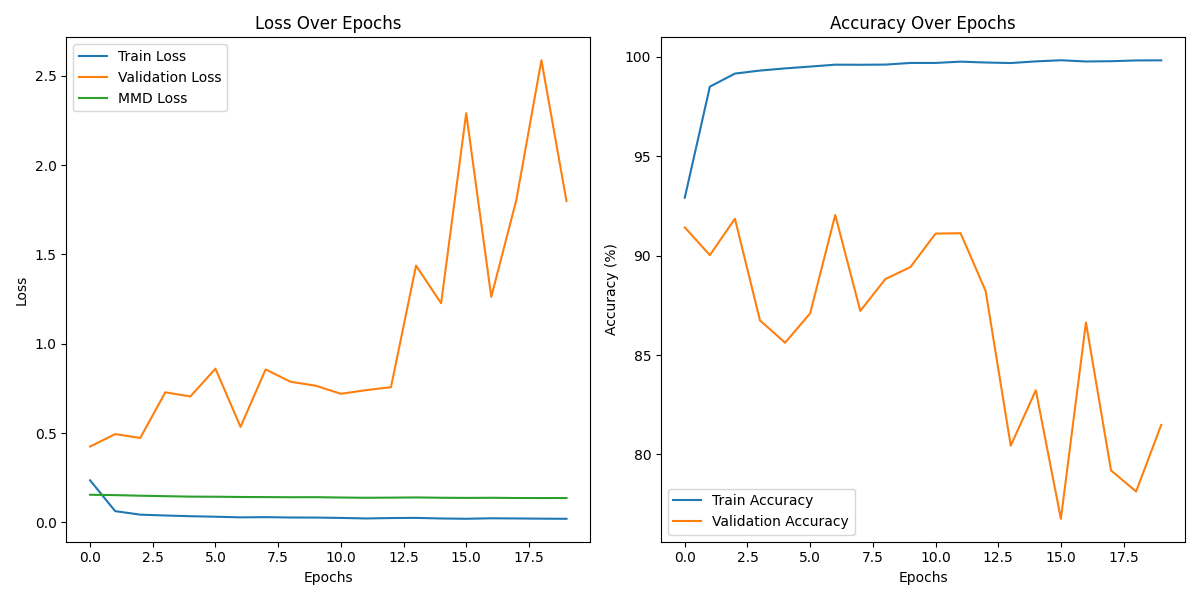 Loss Over Epochs
Train Loss
Validation Loss
MMD Loss
2.5
2.0
1.5
1.0
0.5
0.0
Loss
0.0 2.5 5.0 7.5 10.0 12.5 15.0 17.5
Epochs
Accuracy Over Epochs
100
95
90
85
80
Accuracy (%)
Train Accuracy
Validation Accuracy
0.0 2.5 5.0 7.5 10.0 12.5 15.0 17.5
Epochs